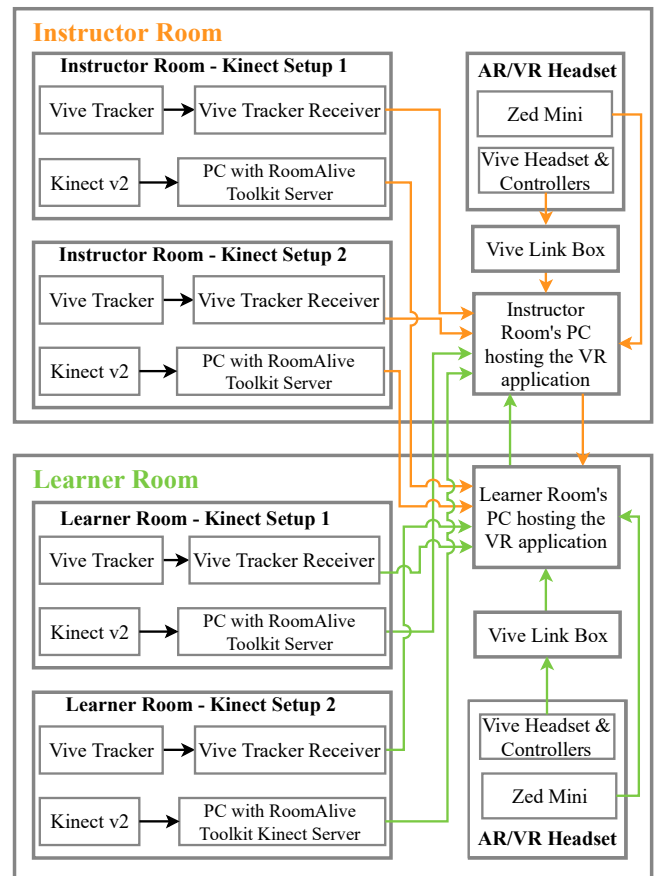 Instructor Room
Instructor Room - Kinect Setup 1
Vive Tracker
Vive Tracker Receiver
Kinect v2
PC with RoomAlive
Toolkit Server
Instructor Room - Kinect Setup 2
Vive Tracker
Vive Tracker Receiver
Kinect v2
PC with RoomAlive
Toolkit Server
AR/VR Headset
Zed Mini
Vive Headset &
Controllers
Vive Link Box
Instructor
Room's PC
hosting the VR
application
Learner Room
Learner Room - Kinect Setup 1
Vive Tracker
Vive Tracker Receiver
Kinect v2
PC with RoomAlive
Toolkit Server
Learner Room - Kinect Setup 2
Vive Tracker
Vive Tracker Receiver
Kinect v2
PC with RoomAlive
Toolkit Kinect Server
Learner Room's
PC hosting the
VR application
Vive Link Box
Vive Headset &
Controllers
Zed Mini
AR/VR Headset